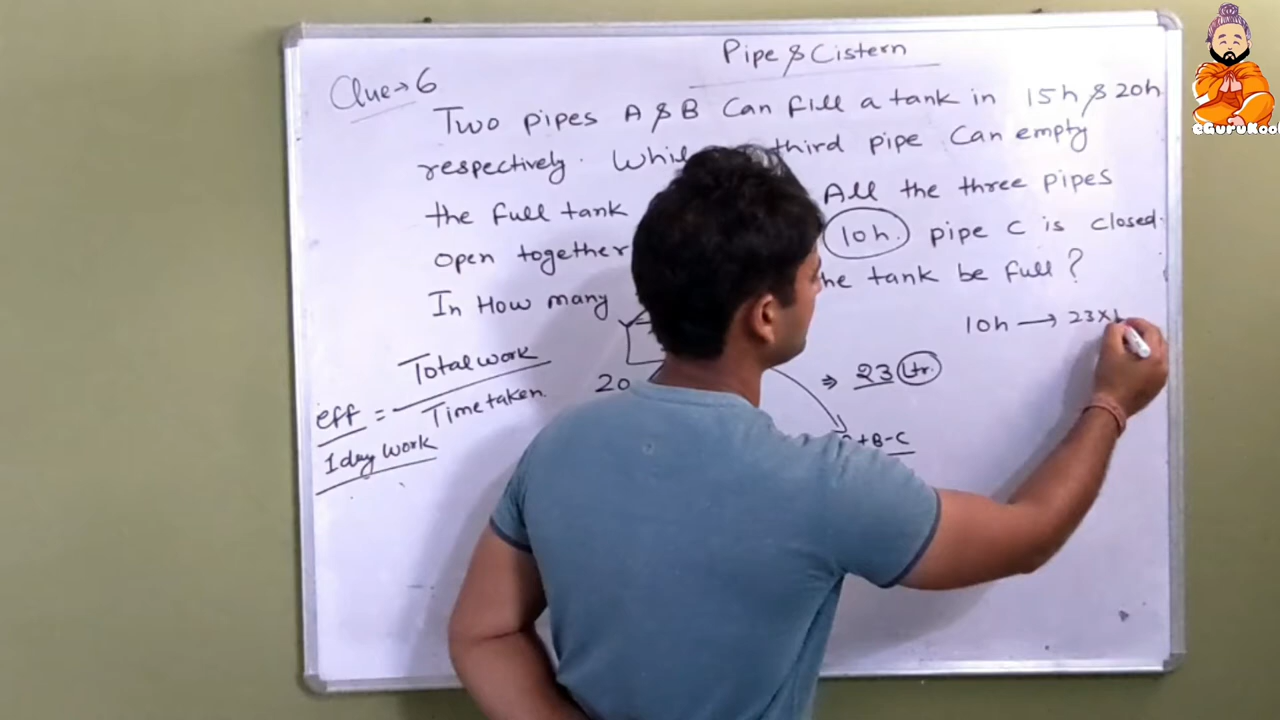 Pipe & Cistern
Clue→6
Two pipes A & B Can fill a tank in 15h & 20h
respectively. third pipe Can empty
the full tank All the three pipes
open together 10h. pipe C is closed.
In How many the tank be full?
10h → 23×
eff = Total work
Time taken
1 day work
20
⇒ 23 Ltr.
+B-C